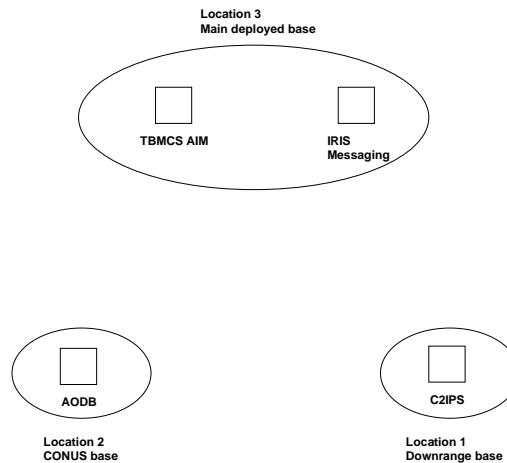 Location 3
Main deployed base
TBMCS AIM
IRIS
Messaging
AODB
C2IPS
Location 2
CONUS base
Location 1
Downrange base